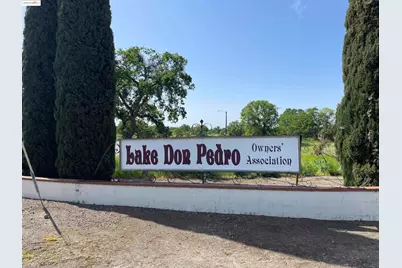 Lake Don Pedro
Owners'
Association